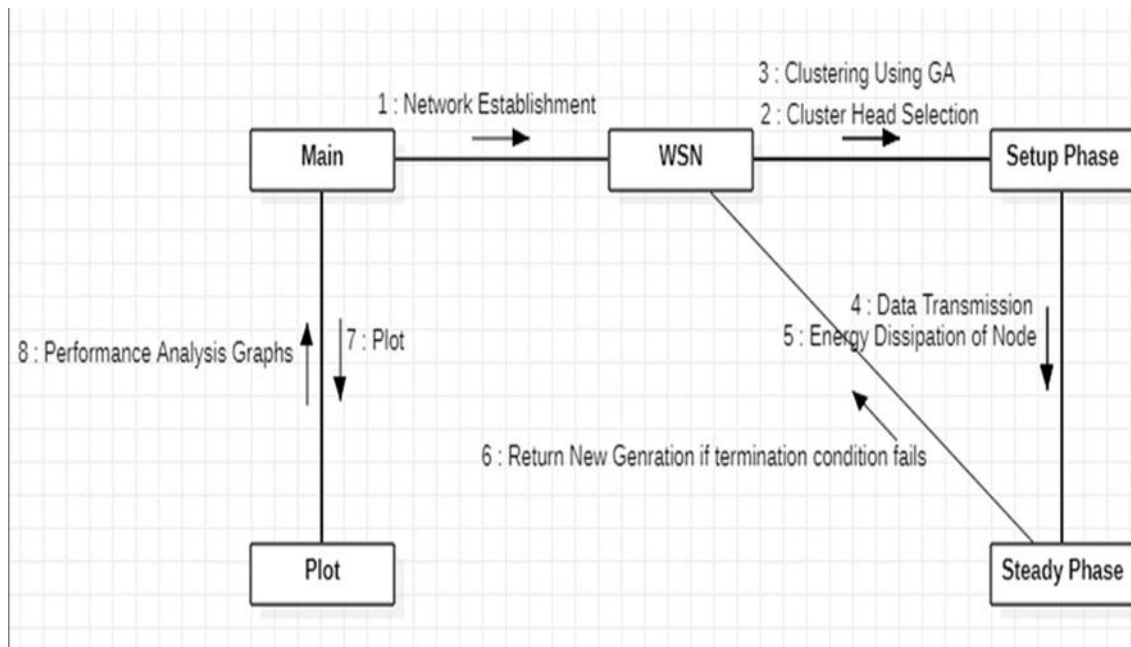 3 : Clustering Using GA
1 : Network Establishment
2 : Cluster Head Selection
Main
WSN
Setup Phase
4 : Data Transmission
5 : Energy Dissipation of Node
7 : Plot
8 : Performance Analysis Graphs
6 : Return New Genration if termination condition fails
Plot
Steady Phase